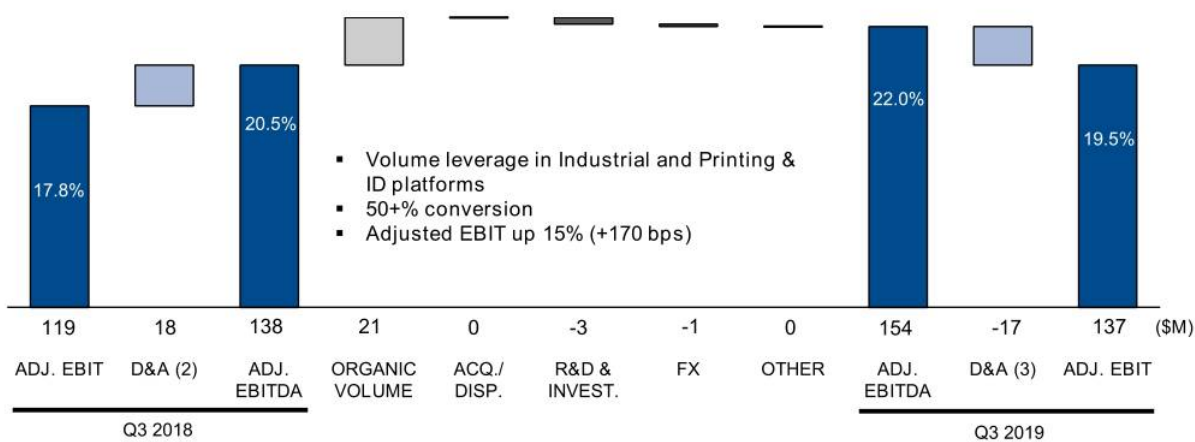 22.0%
20.5%
19.5%
▪ Volume leverage in Industrial and Printing &
ID platforms
17.8%
▪ 50+% conversion
▪ Adjusted EBIT up 15% (+170 bps)
119 18 138 21 0 -3 -1 0 154 -17 137 ($M)
ADJ. EBIT D&A (2) ADJ. ORGANIC ACQ./ R&D & FX OTHER ADJ. D&A (3) ADJ. EBIT
EBITDA VOLUME DISP. INVEST. EBITDA
Q3 2018 Q3 2019